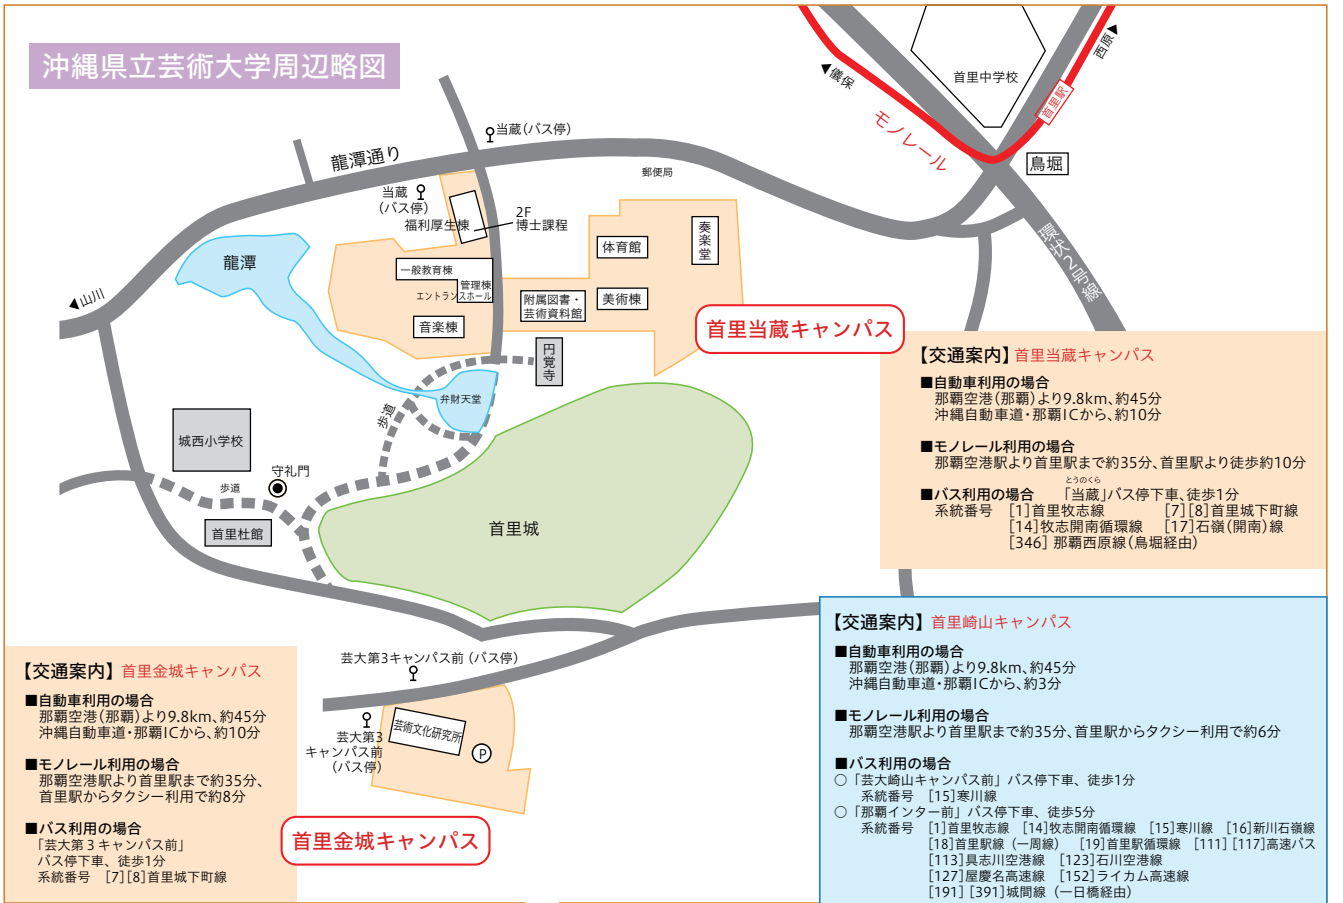 沖縄県立芸術大学周辺略図
西原▶
首里中学校
◀儀保
首里駅
モノレール
鳥堀
環状2号線
当蔵(バス停)
龍潭通り
郵便局
当蔵
(バス停)
福利厚生棟
2F
博士課程
体育館
奏楽堂
龍潭
一般教育棟
管理棟
エントランスホール
附属図書・
芸術資料館
美術棟
◀山川
音楽棟
首里当蔵キャンパス
円覚寺
弁財天堂
歩道
城西小学校
守礼門
歩道
首里杜館
首里城
【交通案内】首里当蔵キャンパス
■自動車利用の場合
那覇空港(那覇)より9.8km、約45分
沖縄自動車道・那覇ICから、約10分
■モノレール利用の場合
那覇空港駅より首里駅まで約35分、首里駅より徒歩約10分
とうのくら
■バス利用の場合 「当蔵」バス停下車、徒歩1分
系統番号 [1]首里牧志線 [7][8]首里城下町線
[14]牧志開南循環線 [17]石嶺(開南)線
[346] 那覇西原線(鳥堀経由)
芸大第3キャンパス前 (バス停)
芸大第3
キャンパス前
(バス停)
芸術文化研究所
P
首里金城キャンパス
【交通案内】首里金城キャンパス
■自動車利用の場合
那覇空港(那覇)より9.8km、約45分
沖縄自動車道・那覇ICから、約10分
■モノレール利用の場合
那覇空港駅より首里駅まで約35分、
首里駅からタクシー利用で約8分
■バス利用の場合
「芸大第3キャンパス前」
バス停下車、徒歩1分
系統番号 [7][8]首里城下町線
【交通案内】首里崎山キャンパス
■自動車利用の場合
那覇空港(那覇)より9.8km、約45分
沖縄自動車道・那覇ICから、約3分
■モノレール利用の場合
那覇空港駅より首里駅まで約35分、首里駅からタクシー利用で約6分
■バス利用の場合
○「芸大崎山キャンパス前」バス停下車、徒歩1分
系統番号 [15]寒川線
○「那覇インター前」バス停下車、徒歩5分
系統番号 [1]首里牧志線 [14]牧志開南循環線 [15]寒川線 [16]新川石嶺線
[18]首里駅線 (一周線) [19]首里駅循環線 [111] [117]高速バス
[113]具志川空港線 [123]石川空港線
[127]屋慶名高速線 [152]ライカム高速線
[191] [391]城間線 (一日橋経由)